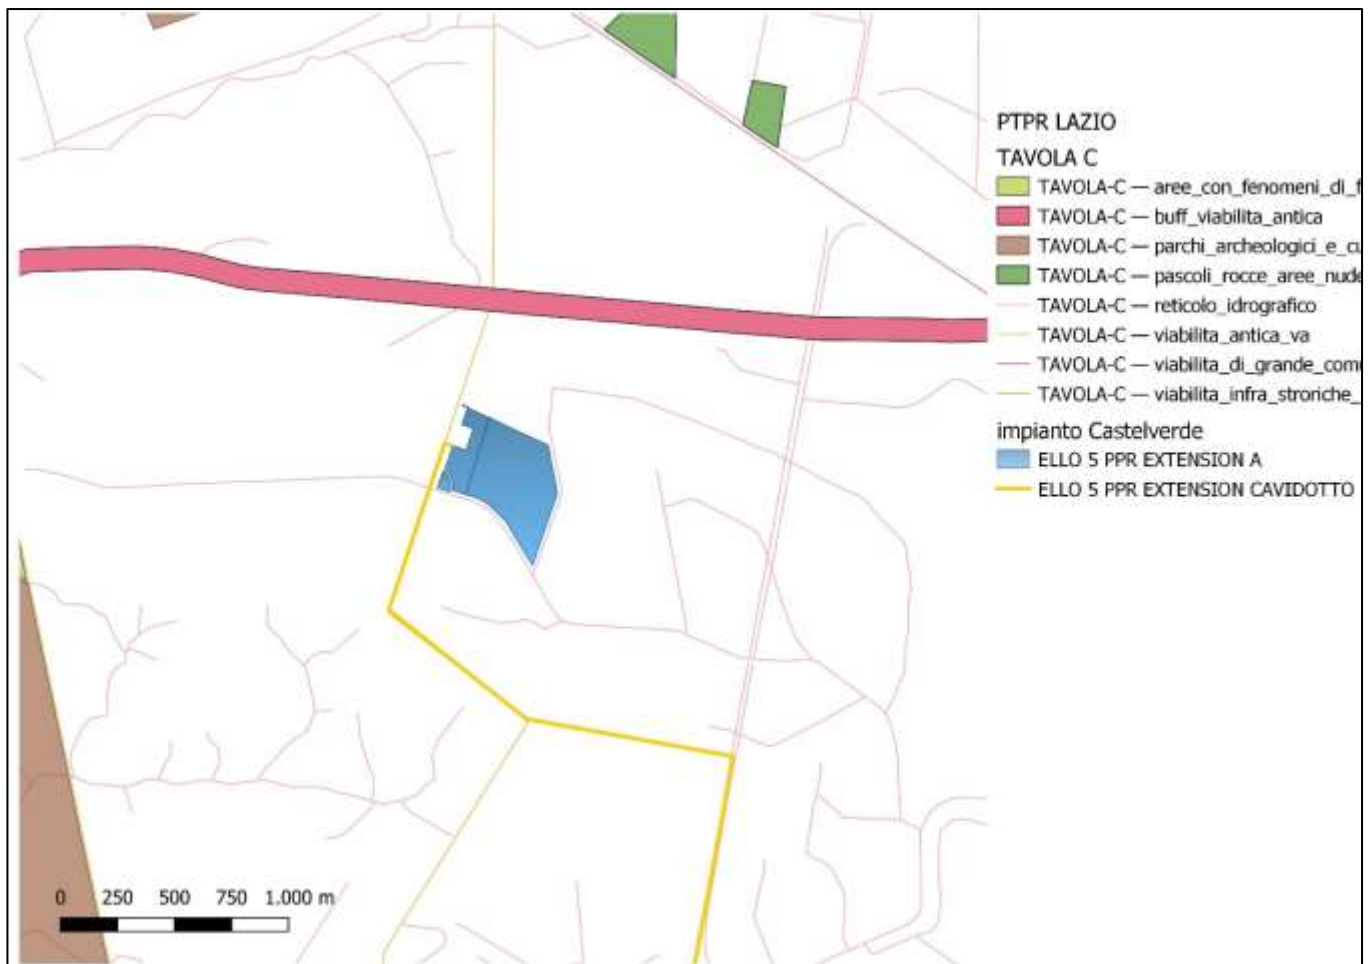 PTPR LAZIO
TAVOLA C
TAVOLA-C — aree_con_fenomeni_di_f
TAVOLA-C — buff_viabilita_antica
TAVOLA-C — parchi_archeologici_e_cu
TAVOLA-C — pascoli_rocce_aree_nude
TAVOLA-C — reticolo_idrografico
TAVOLA-C — viabilita_antica_va
TAVOLA-C — viabilita_di_grande_com
TAVOLA-C — viabilita_infra_stroriche_
impianto Castelverde
ELLO 5 PPR EXTENSION A
ELLO 5 PPR EXTENSION CAVIDOTTO
0 250 500 750 1.000 m